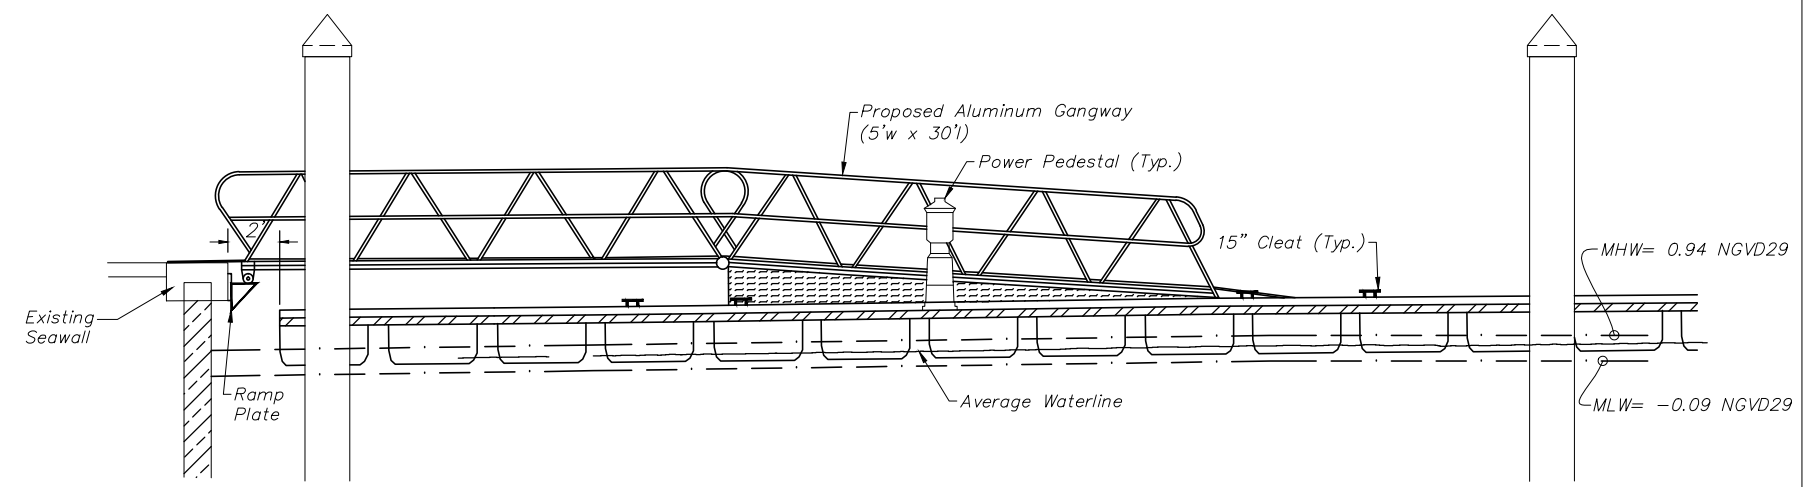 Proposed Aluminum Gangway
(5'w x 30'l)
Power Pedestal (Typ.)
2'
15" Cleat (Typ.)
MHW= 0.94 NGVD29
Existing
Seawall
Ramp
Plate
Average Waterline
MLW= -0.09 NGVD29